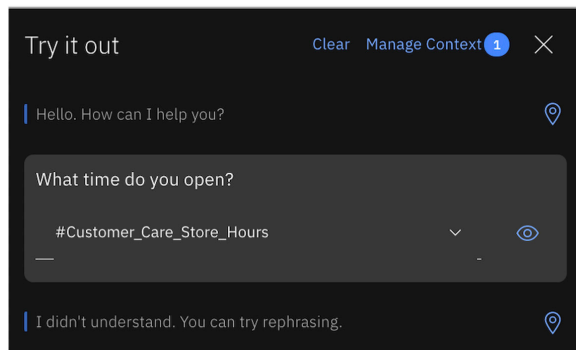 Try it out Clear Manage Context 1
Hello. How can I help you?
What time do you open?
#Customer_Care_Store_Hours
I didn't understand. You can try rephrasing.